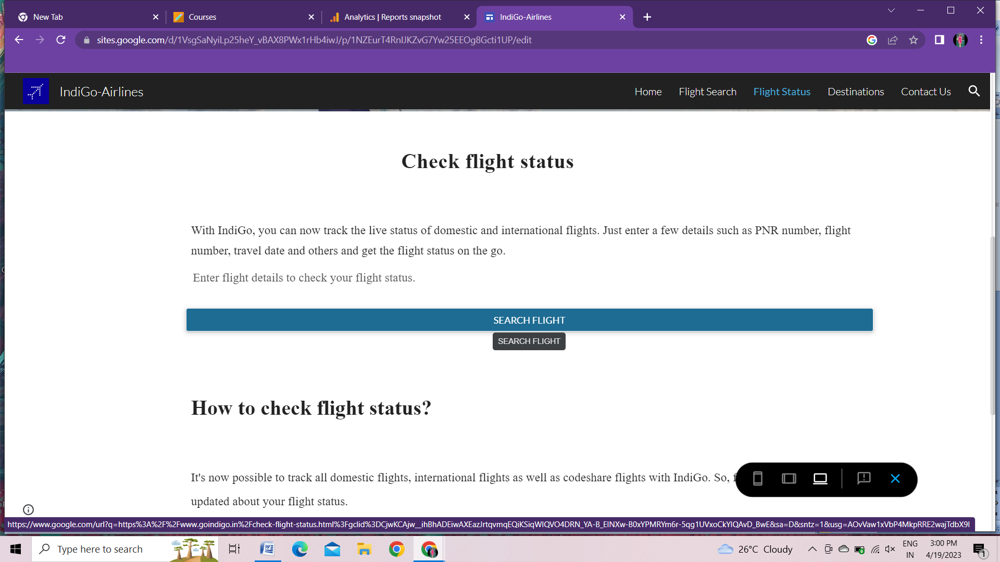 New Tab
Courses
Analytics | Reports snapshot
IndiGo-Airlines
sites.google.com/d/1VsgSaNyiLp25heY_vBAX8PWx1rHb4iwJ/p/1NZEurT4RnIJKZvG7Yw25EEOg8Gcti1UP/edit
IndiGo-Airlines
Home
Flight Search
Flight Status
Destinations
Contact Us
Check flight status
With IndiGo, you can now track the live status of domestic and international flights. Just enter a few details such as PNR number, flight
number, travel date and others and get the flight status on the go.
Enter flight details to check your flight status.
SEARCH FLIGHT
SEARCH FLIGHT
How to check flight status?
It's now possible to track all domestic flights, international flights as well as codeshare flights with IndiGo. So, f
updated about your flight status.
https://www.google.com/url?q=https%3A%2F%2Fwww.goindigo.in%2Fcheck-flight-status.html%3Fgclid%3DCjwKCAjw__ihBhADEiwAXEazJrtqvmqEQiKSiqWlQVO4DRN_YA-B_ElNXw-B0xYPMRYm6r-5qg1UVxoCkYlQAvD_BwE&sa=D&sntz=1&usg=AOvVaw1xVbP4MkpRRE2wajTdbX9l
Type here to search
26°C Cloudy
ENG
IN
3:00 PM
4/19/2023
1